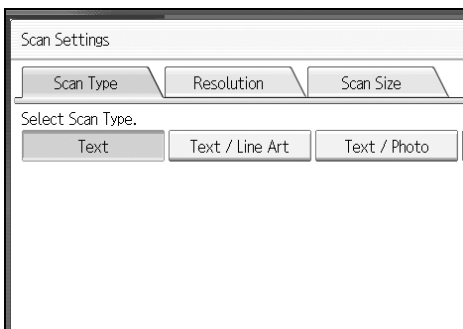 Scan Settings
Scan Type Resolution Scan Size
Select Scan Type.
Text Text / Line Art Text / Photo